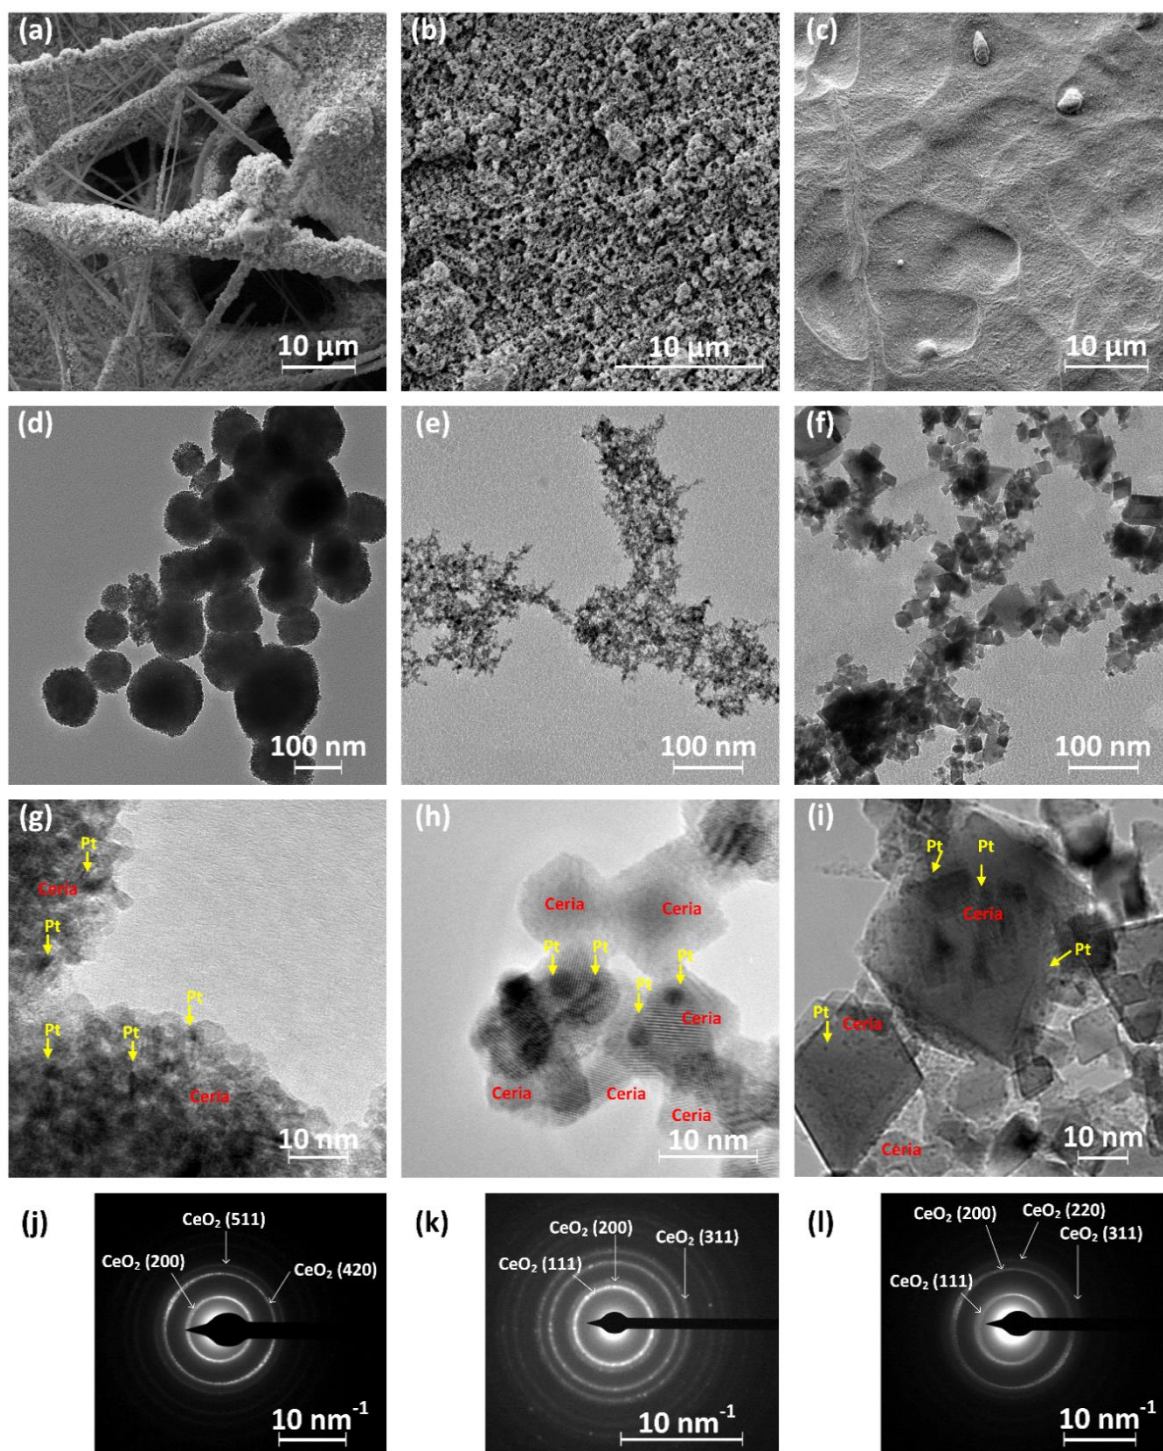 (a)
(b)
(c)
10 µm
10 µm
10 µm
(d)
(e)
(f)
100 nm
100 nm
100 nm
(g)
(h)
(i)
Pt
Ceria
Pt
Pt
Pt
Pt
Ceria
10 nm
Ceria
Ceria
Pt
Pt
Pt
Pt
Ceria
Ceria
Ceria
Ceria
10 nm
Pt
Pt
Ceria
Pt
Pt
Ceria
Ceria
10 nm
(j)
CeO₂ (511)
CeO₂ (200)
CeO₂ (420)
10 nm⁻¹
(k)
CeO₂ (200)
CeO₂ (111)
CeO₂ (311)
10 nm⁻¹
(l)
CeO₂ (200)
CeO₂ (220)
CeO₂ (311)
CeO₂ (111)
10 nm⁻¹